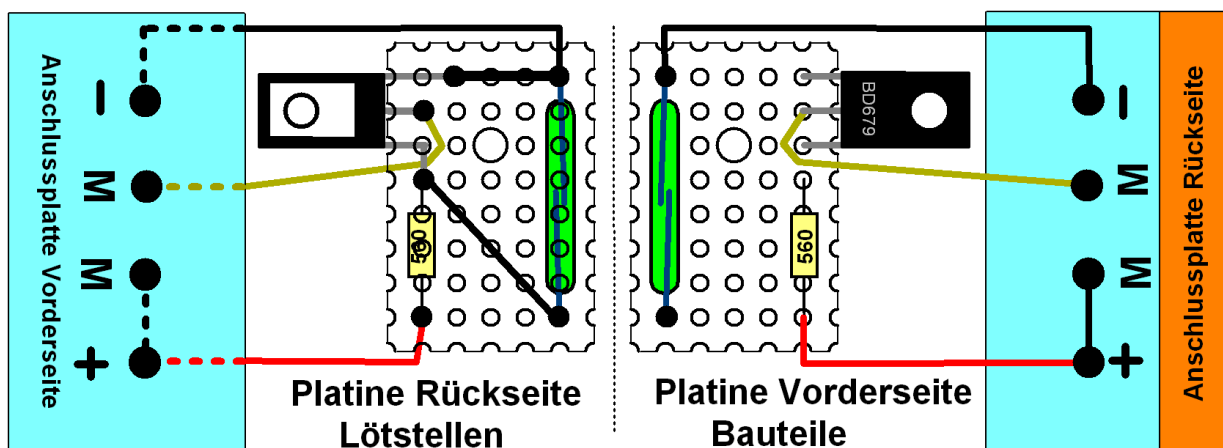 Anschlussplatte Vorderseite
–
M
M
+
560
Platine Rückseite
Lötstellen
BD679
560
Platine Vorderseite
Bauteile
–
M
M
+
Anschlussplatte Rückseite